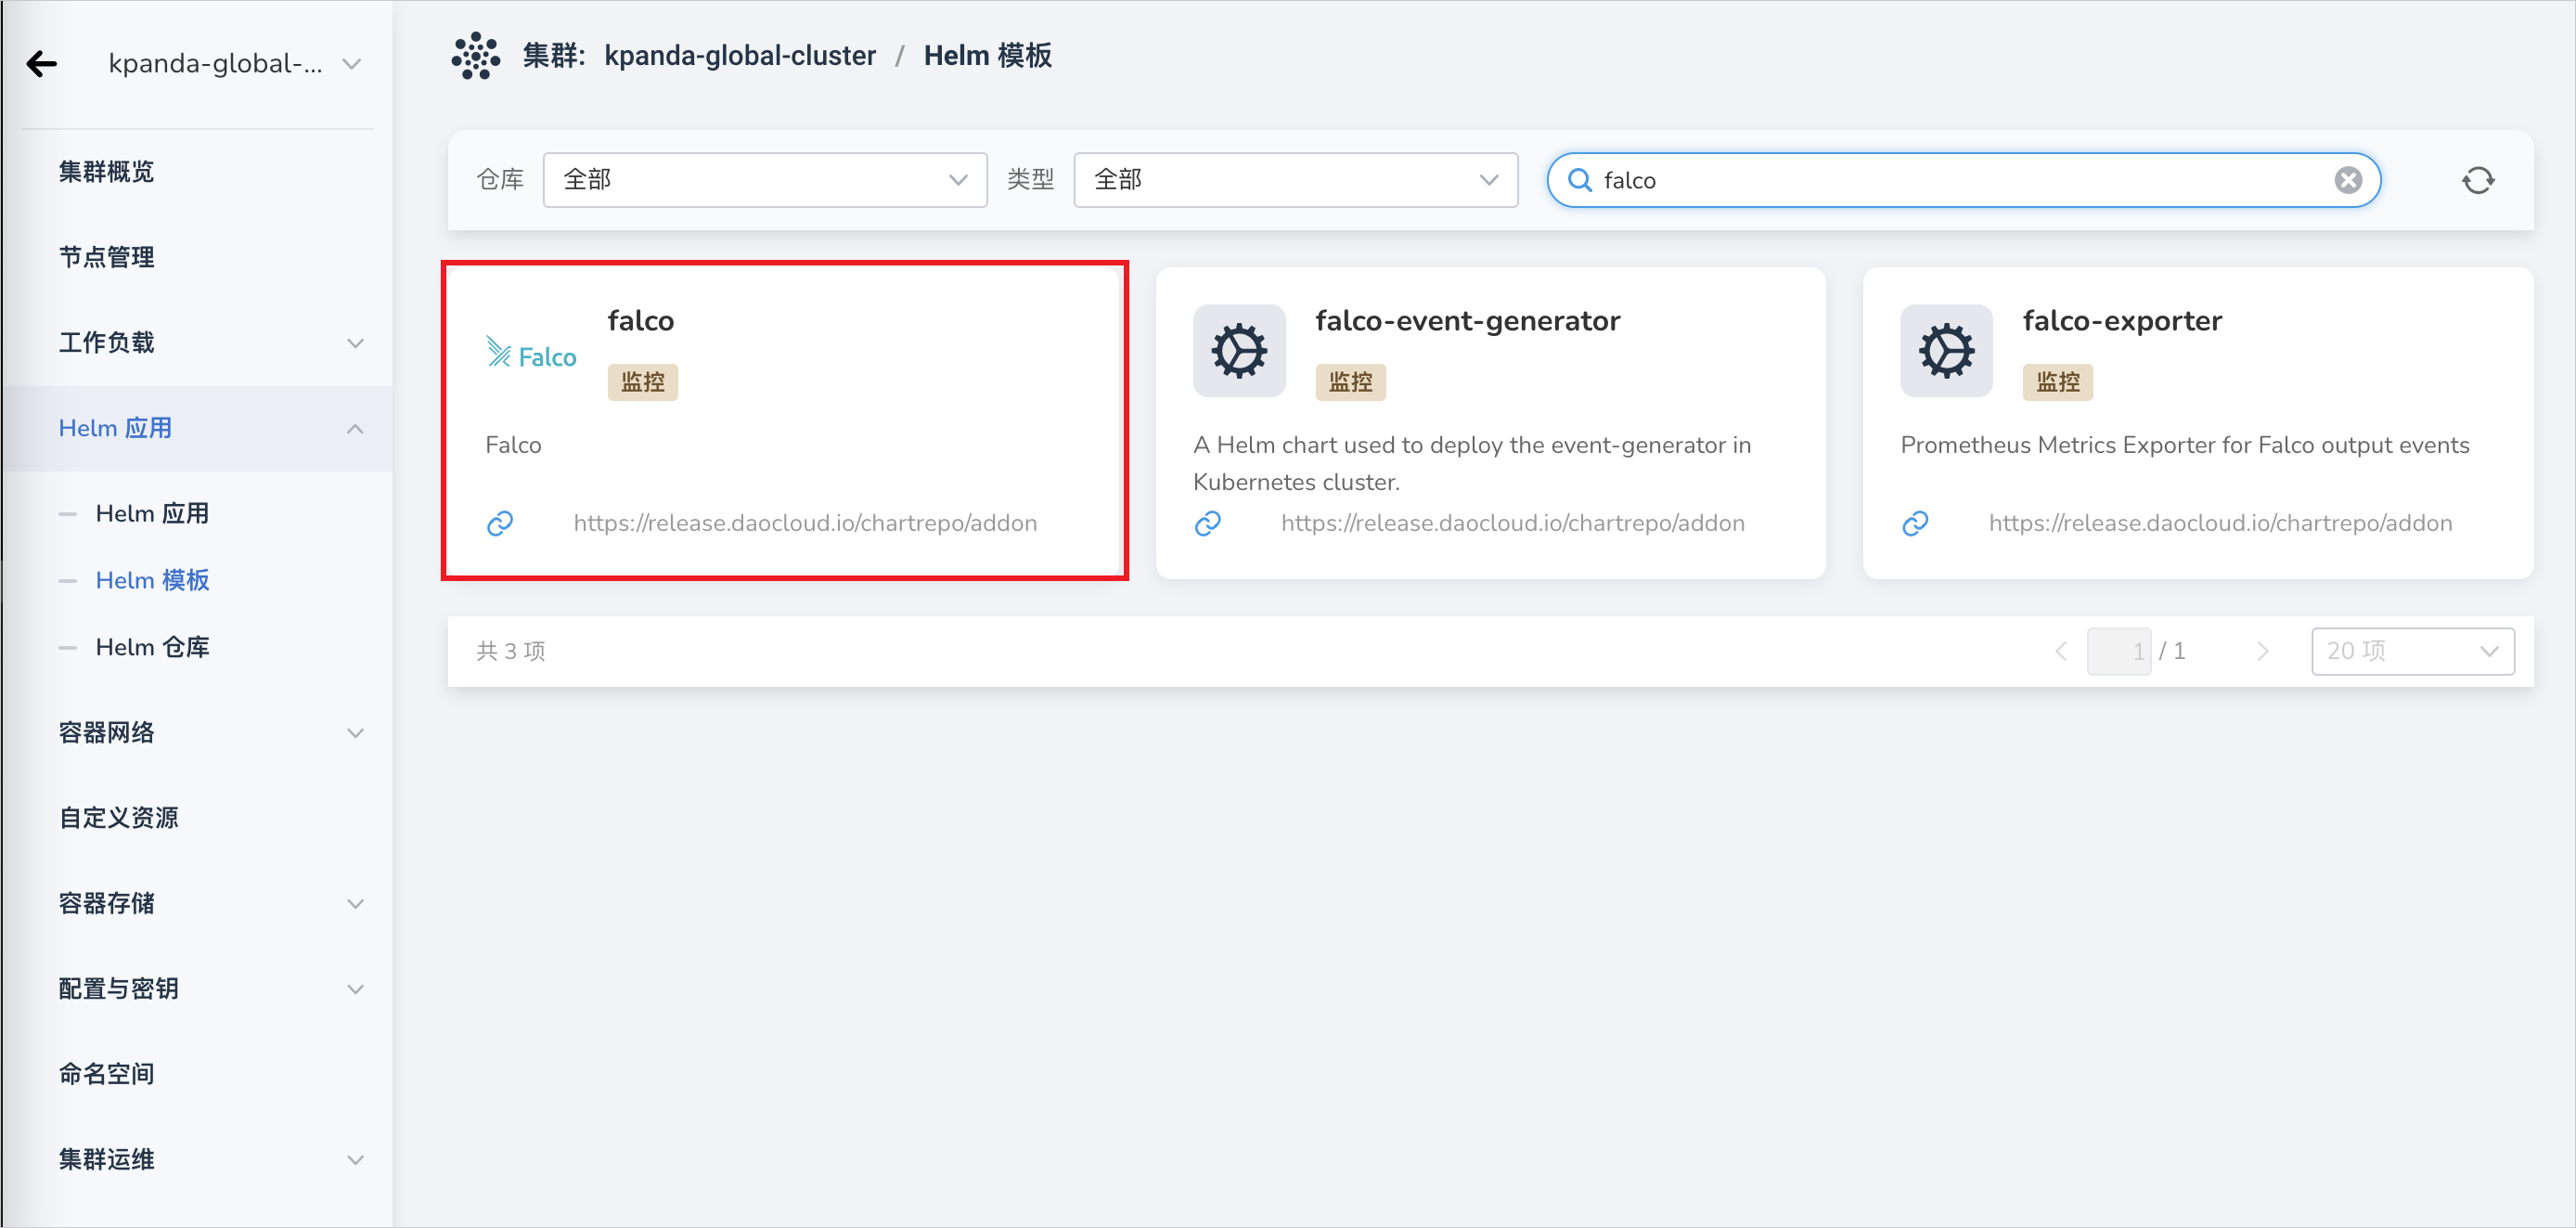 kpanda-global-...
集群概览
节点管理
工作负载
Helm 应用
Helm 应用
Helm 模板
Helm 仓库
容器网络
自定义资源
容器存储
配置与密钥
命名空间
集群运维
集群: kpanda-global-cluster / Helm 模板
仓库 全部 类型 全部 falco
falco
Falco
监控
Falco
https://release.daocloud.io/chartrepo/addon
falco-event-generator
监控
A Helm chart used to deploy the event-generator in
Kubernetes cluster.
https://release.daocloud.io/chartrepo/addon
falco-exporter
监控
Prometheus Metrics Exporter for Falco output events
https://release.daocloud.io/chartrepo/addon
共 3 项
1 / 1
20 项